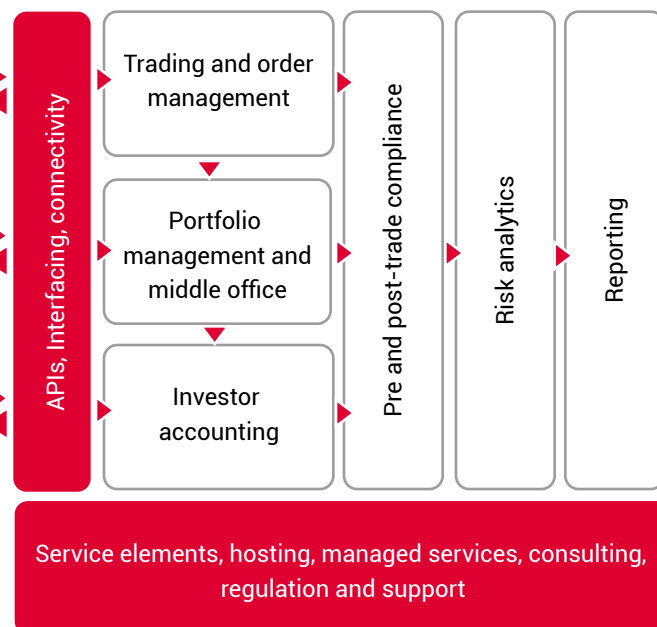 APIs, Interfacing, connectivity
Trading and order
management
Portfolio
management and
middle office
Investor
accounting
Pre and post-trade compliance
Risk analytics
Reporting
Service elements, hosting, managed services, consulting,
regulation and support